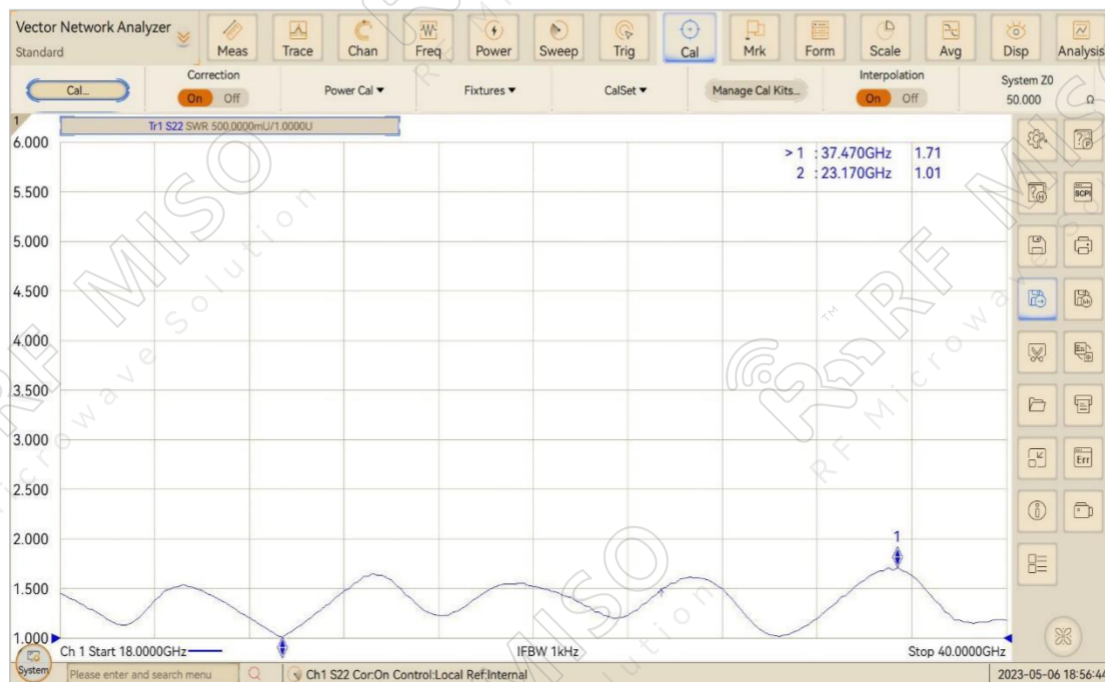 Vector Network Analyzer
Standard
Meas Trace Chan Freq Power Sweep Trig Cal Mrk Form Scale Avg Disp Analysis
Cal...
Correction
On Off
Power Cal
Fixtures
CalSet
Manage Cal Kits...
Interpolation
On Off
System Z0
50.000 Ω
1
Tr1 S22 SWR 500.0000mU/1.0000U
> 1 :37.470GHz 1.71
2 :23.170GHz 1.01
6.000
5.500
5.000
4.500
4.000
3.500
3.000
2.500
2.000
1.500
1.000
1
Ch 1 Start 18.0000GHz
IFBW 1kHz
Stop 40.0000GHz
SCPI
Err
System
Please enter and search menu
Ch1 S22 Cor:On Control:Local Ref:Internal
2023-05-06 18:56:44
RF MISO
RF Microwave Solution